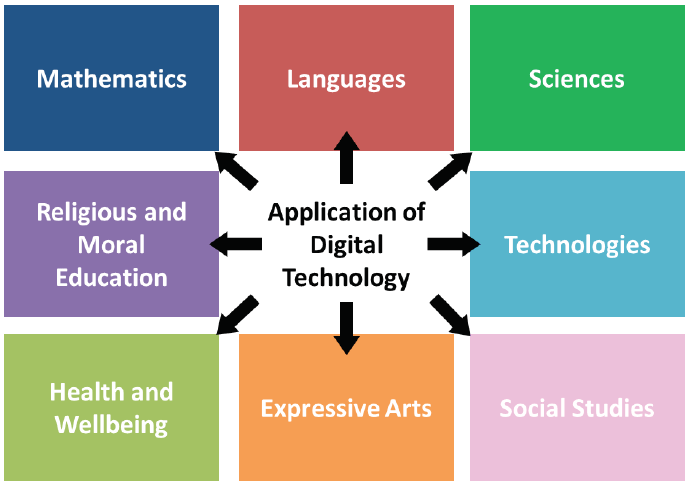 Mathematics
Languages
Sciences
Religious and
Moral
Education
Application of
Digital
Technology
Technologies
Health and
Wellbeing
Expressive Arts
Social Studies